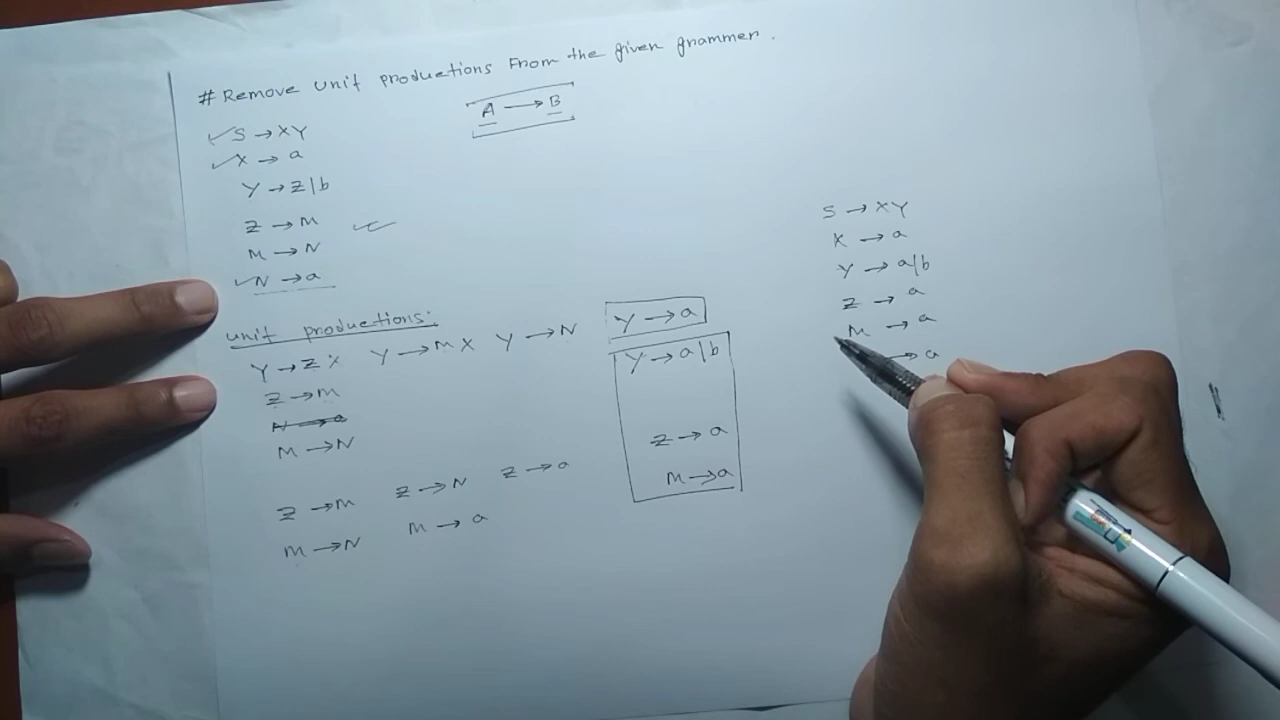 # Remove unit productions From the given grammer.
A → B
S → XY
X → a
Y → Z|b
Z → M
M → N
N → a
unit productions:
Y → Z X Y → M X Y → N
Z → M
N → a
M → N
Z → M Z → N Z → a
M → N M → a
Y → a
Y → a|b
Z → a
M → a
S → XY
X → a
Y → a|b
Z → a
M → a
→ a